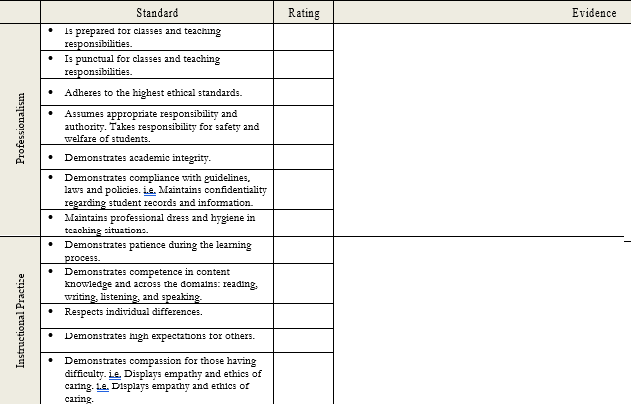 Standard Rating Evidence
Professionalism
• Is prepared for classes and teaching
responsibilities.
• Is punctual for classes and teaching
responsibilities.
• Adheres to the highest ethical standards.
• Assumes appropriate responsibility and
authority. Takes responsibility for safety and
welfare of students.
• Demonstrates academic integrity.
• Demonstrates compliance with guidelines,
laws and policies. i.e. Maintains confidentiality
regarding student records and information.
• Maintains professional dress and hygiene in
teaching situations.
Instructional Practice
• Demonstrates patience during the learning
process.
• Demonstrates competence in content
knowledge and across the domains: reading,
writing, listening, and speaking.
• Respects individual differences.
• Demonstrates high expectations for others.
• Demonstrates compassion for those having
difficulty. i.e. Displays empathy and ethics of
caring. i.e. Displays empathy and ethics of
caring.